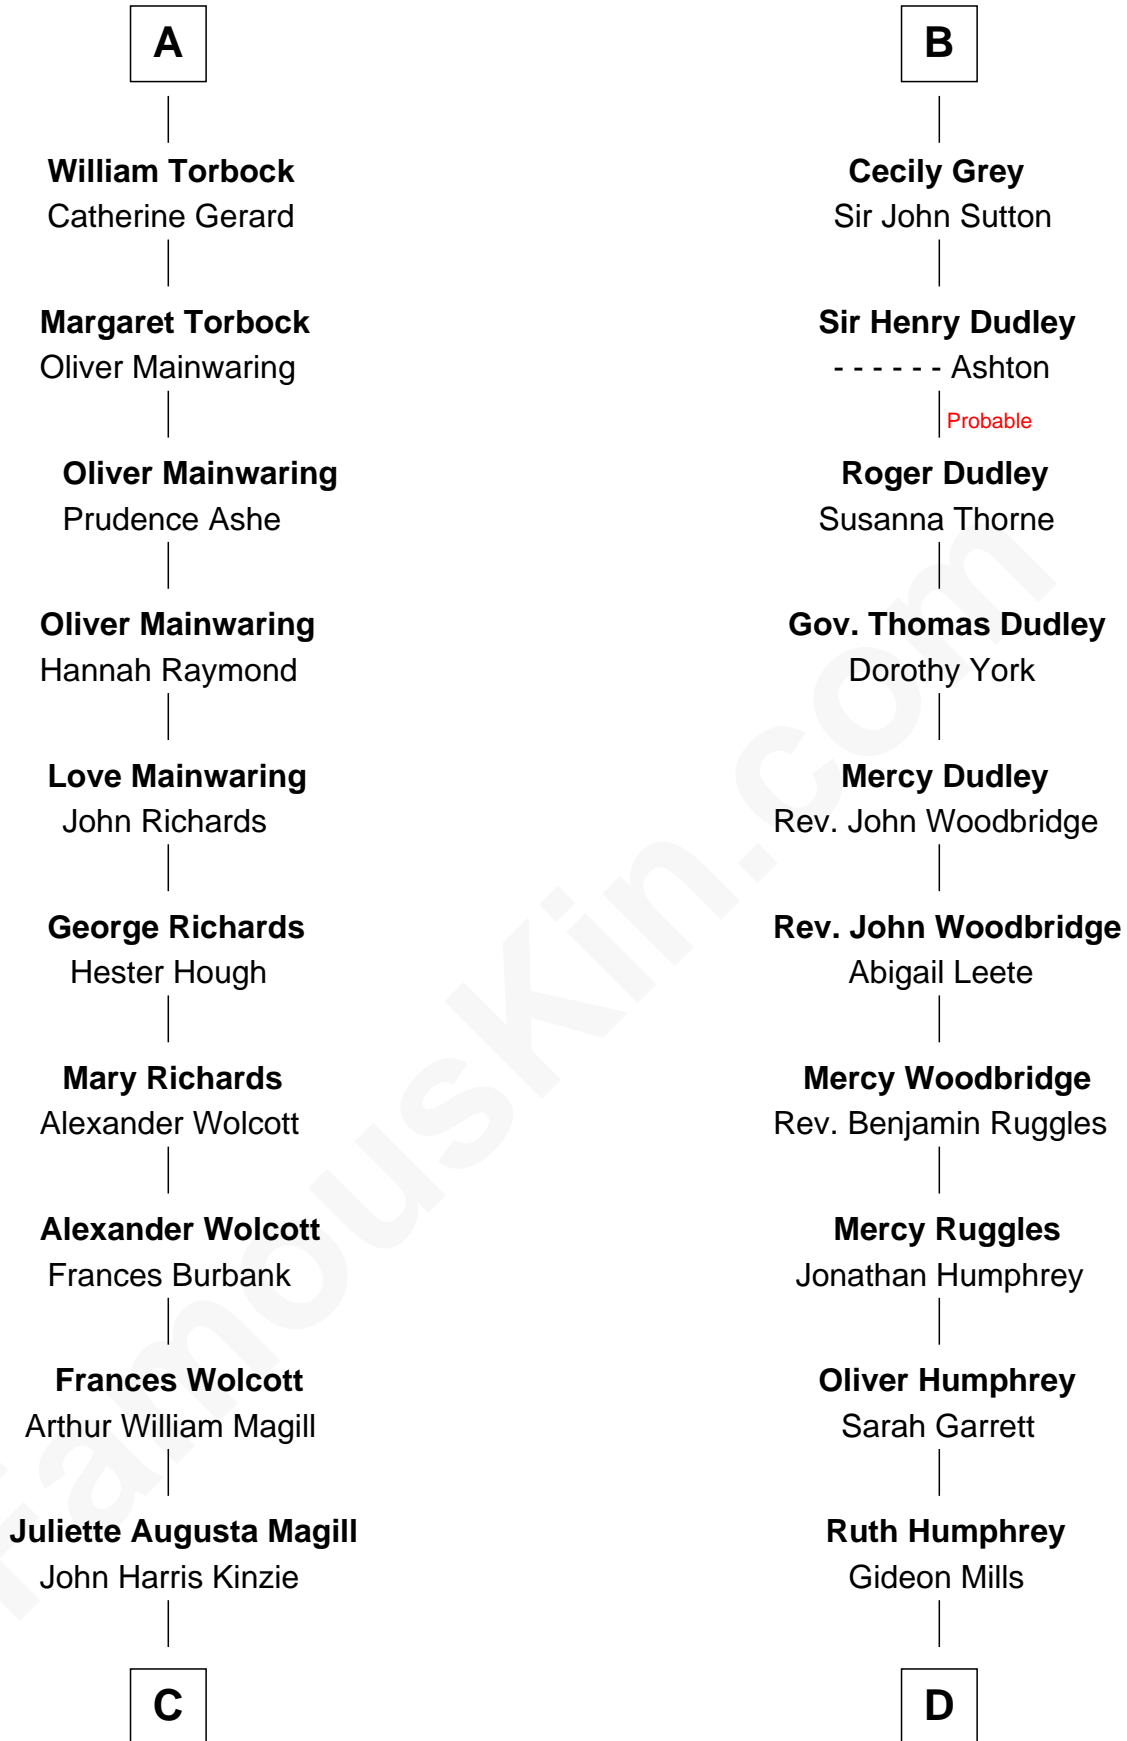 A
William Torbock
Catherine Gerard
Margaret Torbock
Oliver Mainwaring
Oliver Mainwaring
Prudence Ashe
Oliver Mainwaring
Hannah Raymond
Love Mainwaring
John Richards
George Richards
Hester Hough
Mary Richards
Alexander Wolcott
Alexander Wolcott
Frances Burbank
Frances Wolcott
Arthur William Magill
Juliette Augusta Magill
John Harris Kinzie
C
B
Cecily Grey
Sir John Sutton
Sir Henry Dudley
- - - - - - Ashton
Probable
Roger Dudley
Susanna Thorne
Gov. Thomas Dudley
Dorothy York
Mercy Dudley
Rev. John Woodbridge
Rev. John Woodbridge
Abigail Leete
Mercy Woodbridge
Rev. Benjamin Ruggles
Mercy Ruggles
Jonathan Humphrey
Oliver Humphrey
Sarah Garrett
Ruth Humphrey
Gideon Mills
D
FamousKin.com